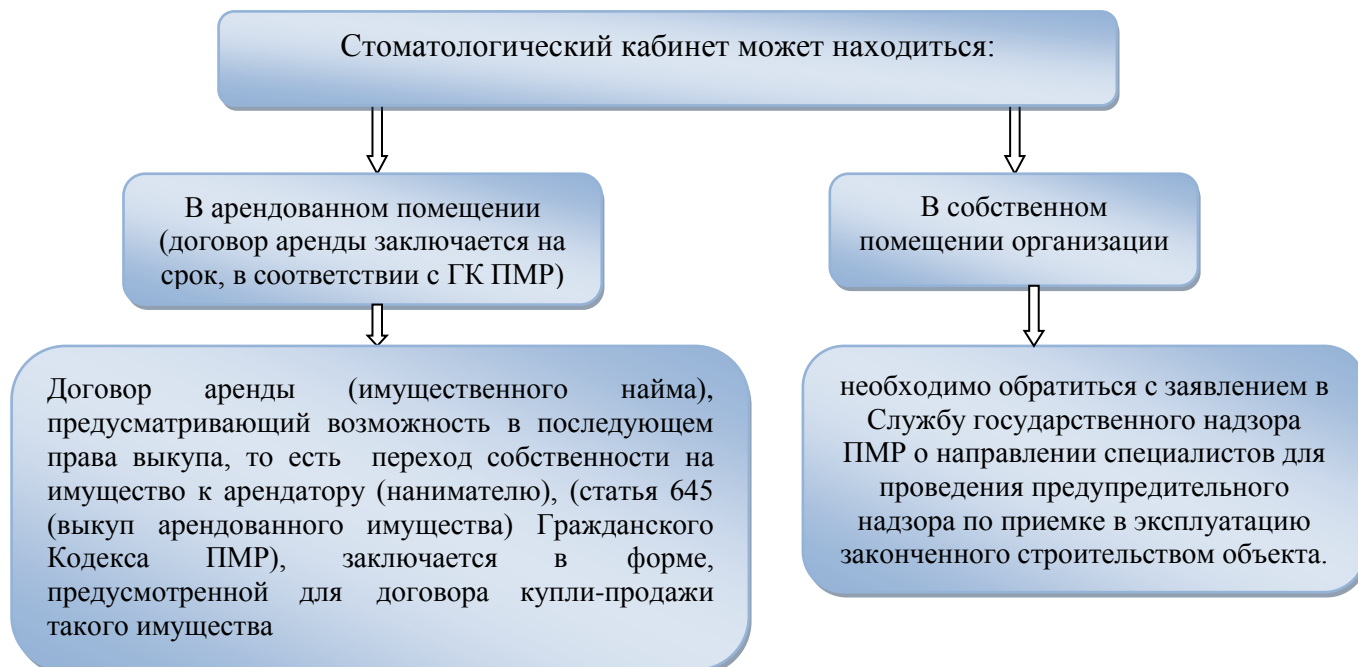 Стоматологический кабинет может находиться:
В арендованном помещении
(договор аренды заключается на
срок, в соответствии с ГК ПМР)
В собственном
помещении организации
Договор аренды (имущественного найма),
предусматривающий возможность в последующем
права выкупа, то есть переход собственности на
имущество к арендатору (нанимателю), (статья 645
(выкуп арендованного имущества) Гражданского
Кодекса ПМР), заключается в форме,
предусмотренной для договора купли-продажи
такого имущества
необходимо обратиться с заявлением в
Службу государственного надзора
ПМР о направлении специалистов для
проведения предупредительного
надзора по приемке в эксплуатацию
законченного строительством объекта.